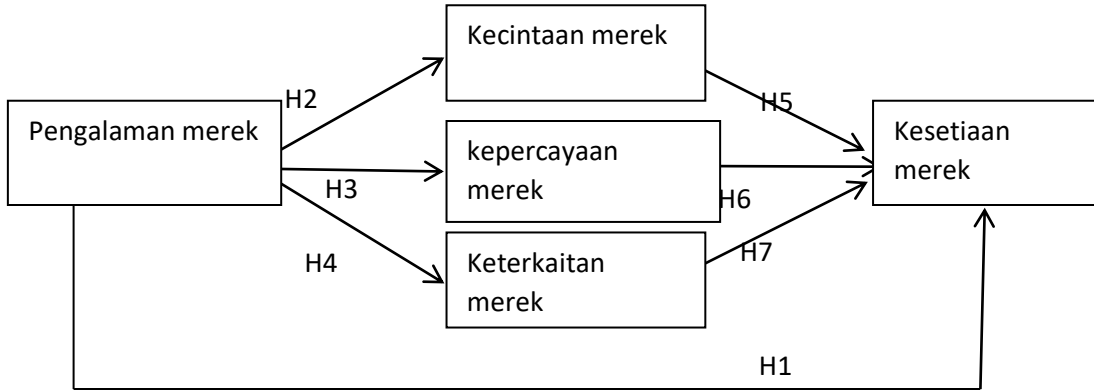 Kecintaan merek
H2
H5
Pengalaman merek
kepercayaan
merek
Kesetiaan
merek
H3
H6
H4
Keterkaitan
merek
H7
H1